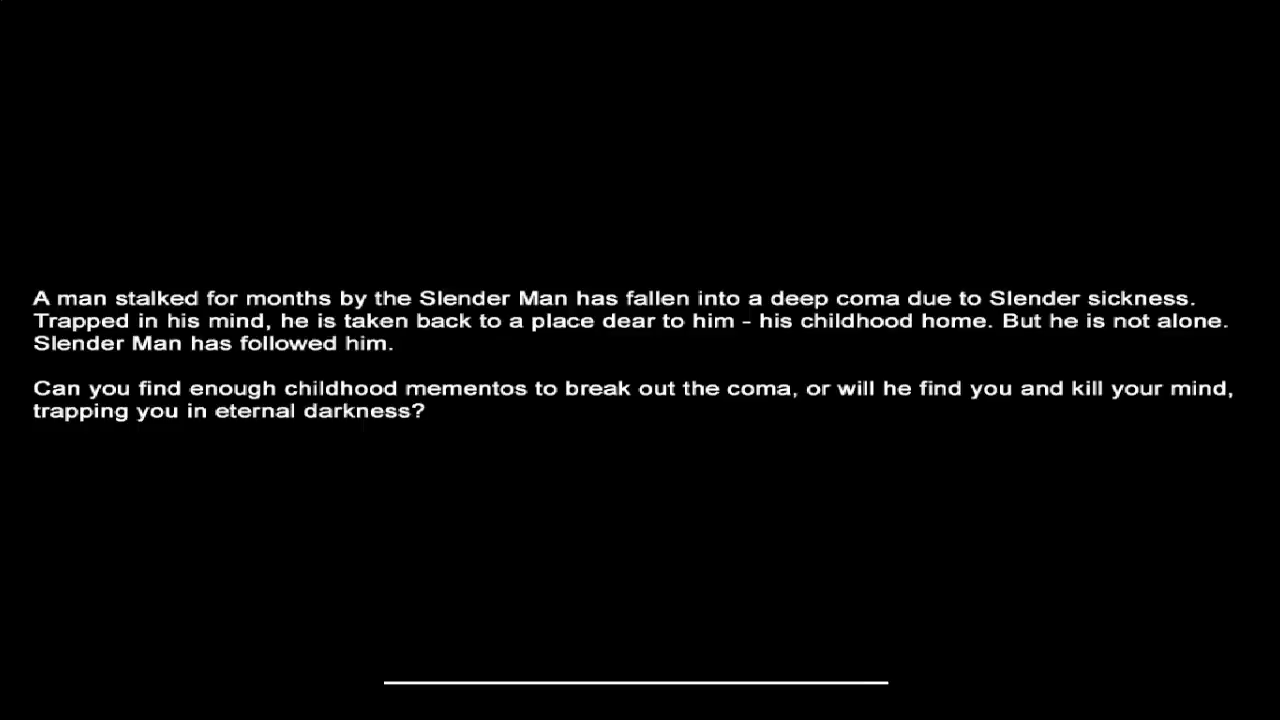 A man stalked for months by the Slender Man has fallen into a deep coma due to Slender sickness.
Trapped in his mind, he is taken back to a place dear to him - his childhood home. But he is not alone.
Slender Man has followed him.
Can you find enough childhood mementos to break out the coma, or will he find you and kill your mind,
trapping you in eternal darkness?